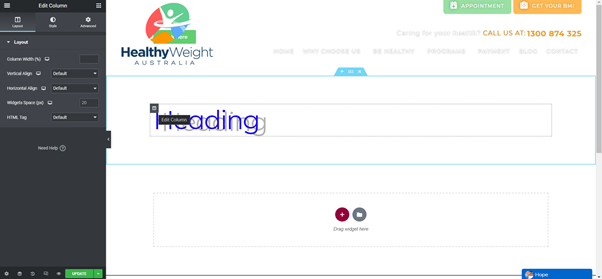 Edit Column
Layout
Style
Advanced
Layout
Column Width (%)
Vertical Align
Default
Horizontal Align
Default
Widgets Space (px)
20
HTML Tag
Default
Need Help
UPDATE
HealthyWeight
AUSTRALIA
APPOINTMENT
GET YOUR BMI
Caring for your health? CALL US AT: 1300 874 325
HOME WHY CHOOSE US BE HEALTHY PROGRAMS PAYMENT BLOG CONTACT
Heading
Edit Column
Drag widget here
Hope